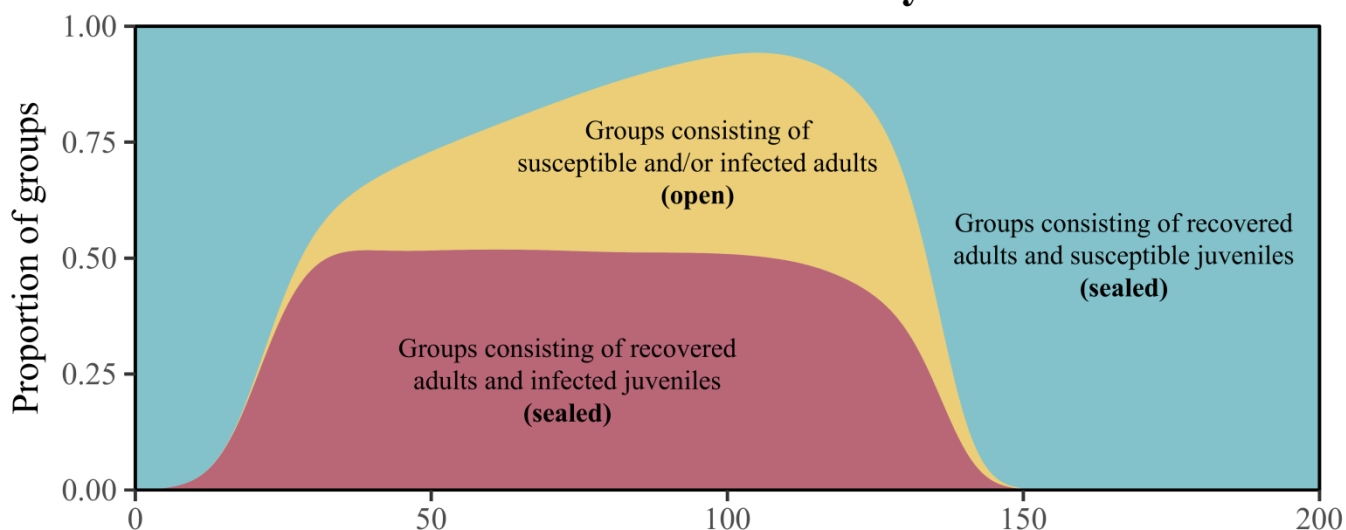 1.00
0.75
0.50
0.25
0.00
Proportion of groups
Groups consisting of
susceptible and/or infected adults
(open)
Groups consisting of recovered
adults and susceptible juveniles
(sealed)
Groups consisting of recovered
adults and infected juveniles
(sealed)
0 50 100 150 200